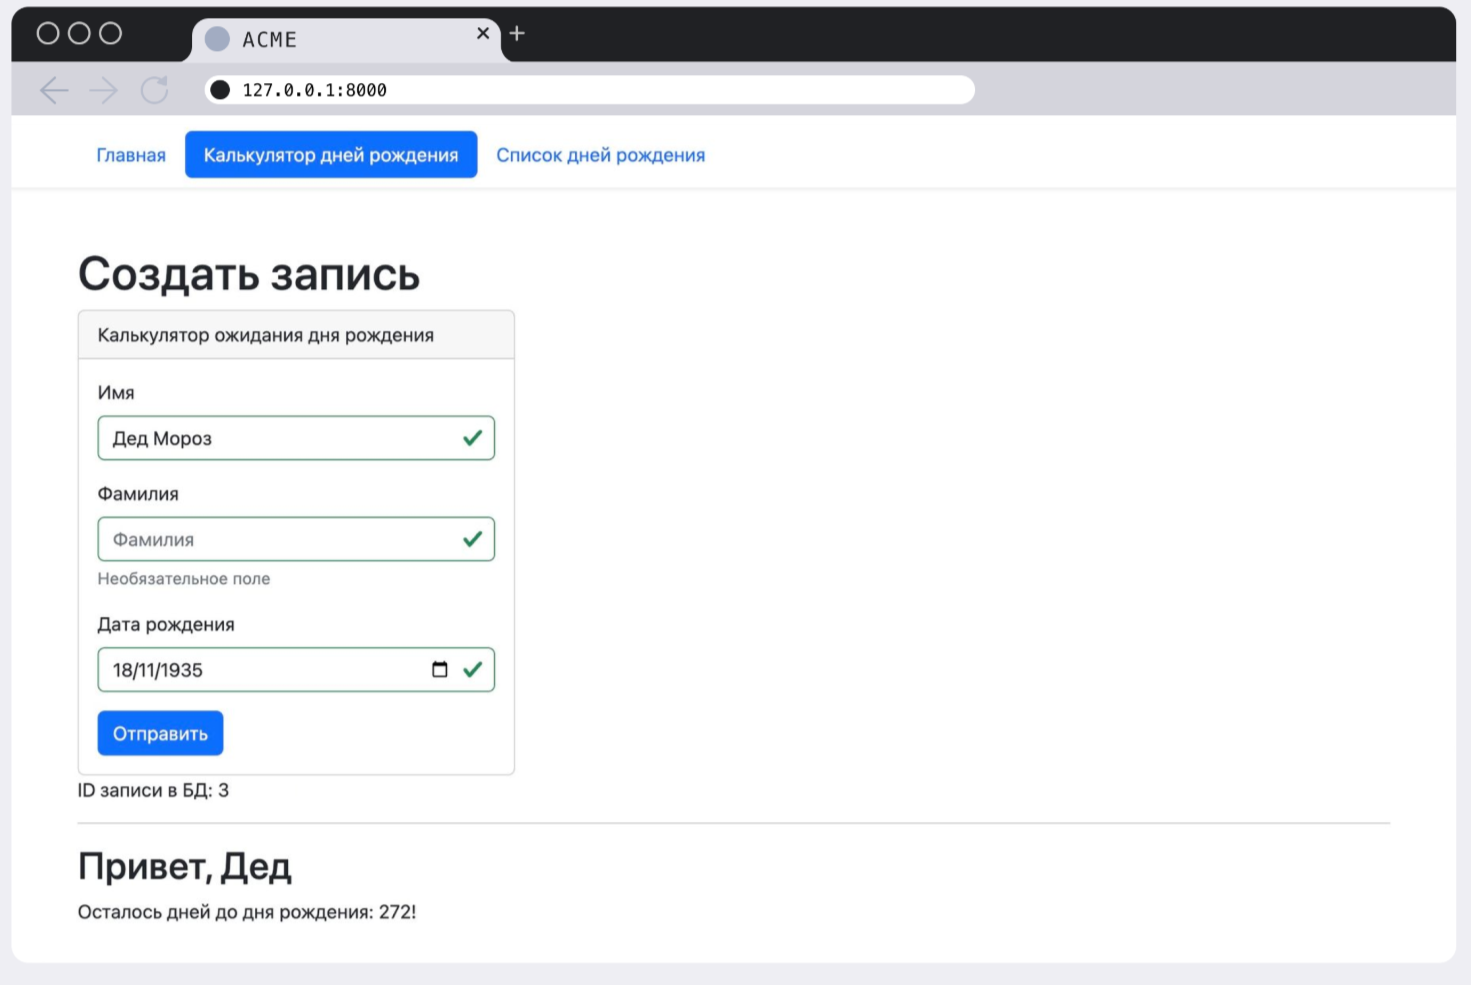 ACME
127.0.0.1:8000
Главная Калькулятор дней рождения Список дней рождения
Создать запись
Калькулятор ожидания дня рождения
Имя
Дед Мороз
Фамилия
Фамилия
Необязательное поле
Дата рождения
18/11/1935
Отправить
ID записи в БД: 3
Привет, Дед
Осталось дней до дня рождения: 272!